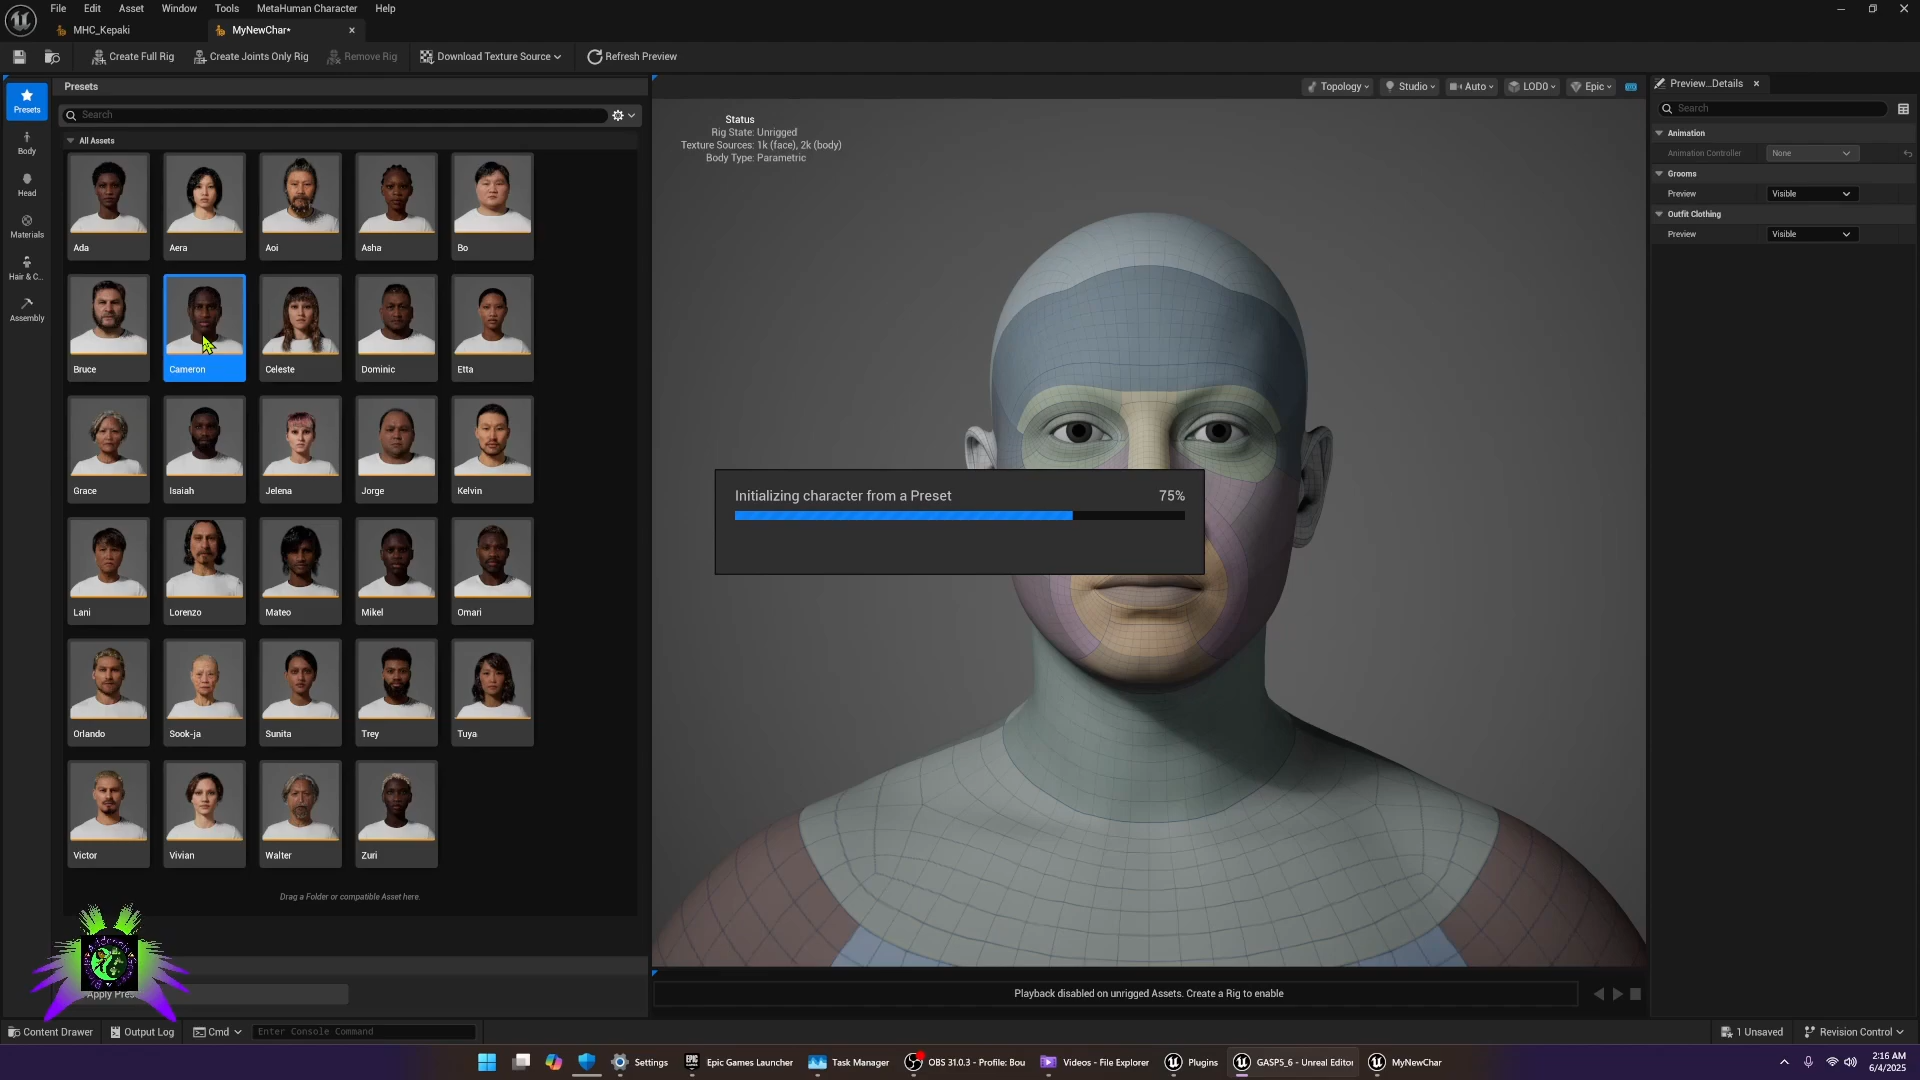 File Edit Asset Window Tools MetaHuman Character Help
MHC_Kepaki
MyNewChar*
Create Full Rig
Create Joints Only Rig
Remove Rig
Download Texture Source
Refresh Preview
Presets
Body
Head
Materials
Hair & C...
Assembly
Presets
Search
All Assets
Ada
Aera
Aoi
Asha
Bo
Bruce
Cameron
Celeste
Dominic
Etta
Grace
Isaiah
Jelena
Jorge
Kelvin
Lani
Lorenzo
Mateo
Mikel
Omari
Orlando
Sook-ja
Sunita
Trey
Tuya
Victor
Vivian
Walter
Zuri
Drag a Folder or compatible Asset here.
Topology
Studio
Auto
LOD0
Epic
Status
Rig State: Unrigged
Texture Sources: 1k (face), 2k (body)
Body Type: Parametric
Initializing character from a Preset 75%
Playback disabled on unrigged Assets. Create a Rig to enable
Preview...Details
Search
Animation
Animation Controller None
Grooms
Preview Visible
Outfit Clothing
Preview Visible
Content Drawer
Output Log
Cmd
Enter Console Command
1 Unsaved
Revision Control
Settings
Epic Games Launcher
Task Manager
OBS 31.0.3 - Profile: Bou
Videos - File Explorer
Plugins
GASP5_6 - Unreal Editor
MyNewChar
2:16 AM
6/4/2025